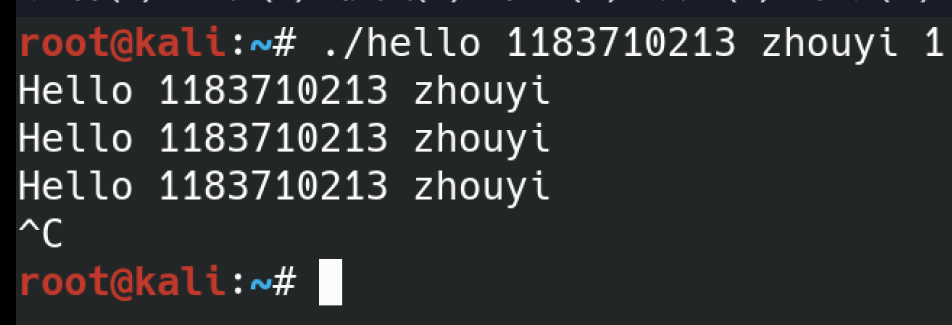 root@kali:~# ./hello 1183710213 zhouyi 1
Hello 1183710213 zhouyi
Hello 1183710213 zhouyi
Hello 1183710213 zhouyi
^C
root@kali:~#